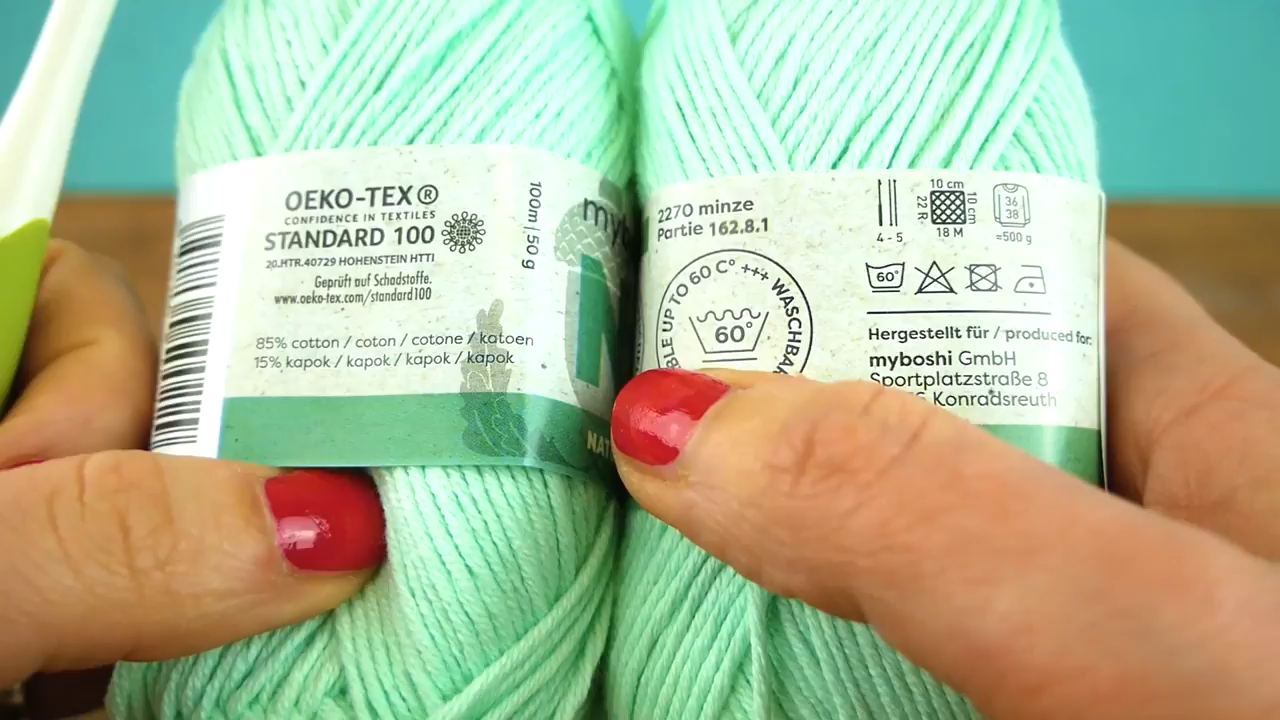 OEKO-TEX®
CONFIDENCE IN TEXTILES
STANDARD 100
20.HTR.40729 HOHENSTEIN HTTI
Geprüft auf Schadstoffe.
www.oeko-tex.com/standard100
85% cotton / coton / cotone / katoen
15% kapok / kapok / kapok / kapok
100m | 50 g
2270 minze
Partie 162.8.1
UP TO 60 C° +++
60°
4 - 5
10 cm
22 R
10 cm
18 M
36
38
=500 g
60°
Hergestellt für / produced for:
myboshi GmbH
Sportplatzstraße 8
Konradsreuth